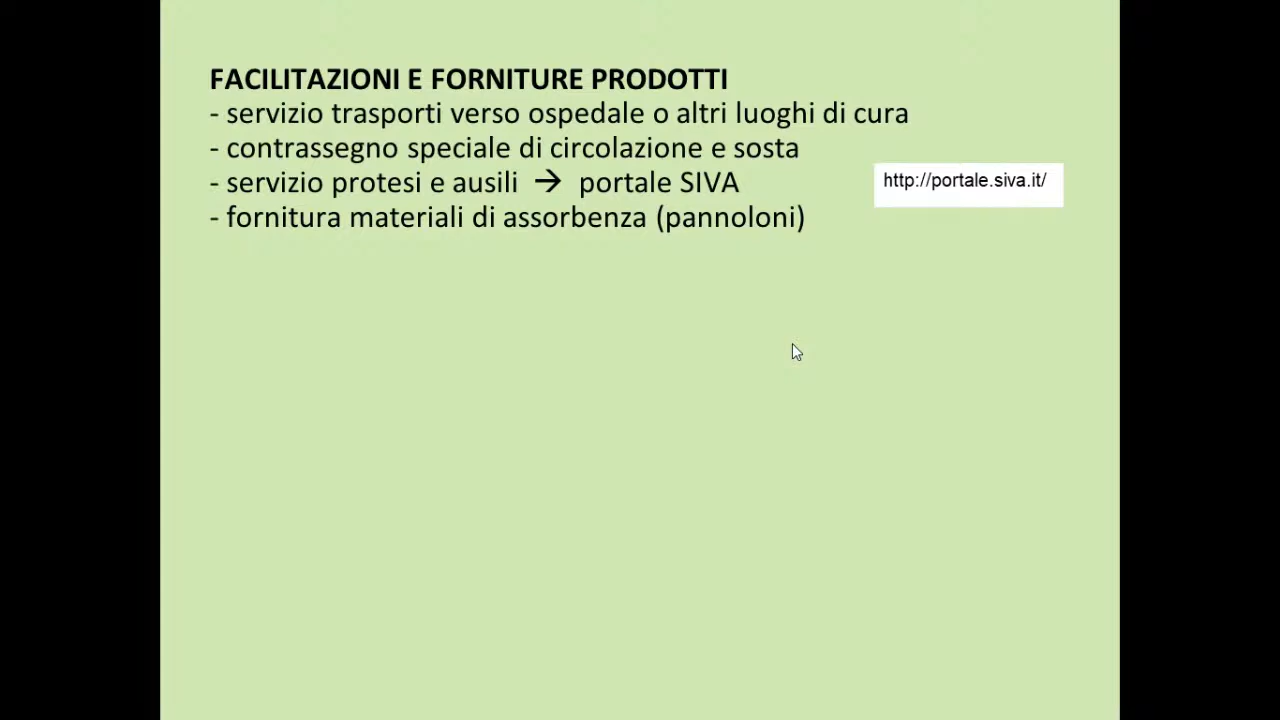 FACILITAZIONI E FORNITURE PRODOTTI
- servizio trasporti verso ospedale o altri luoghi di cura
- contrassegno speciale di circolazione e sosta
- servizio protesi e ausili → portale SIVA
http://portale.siva.it/
- fornitura materiali di assorbenza (pannoloni)